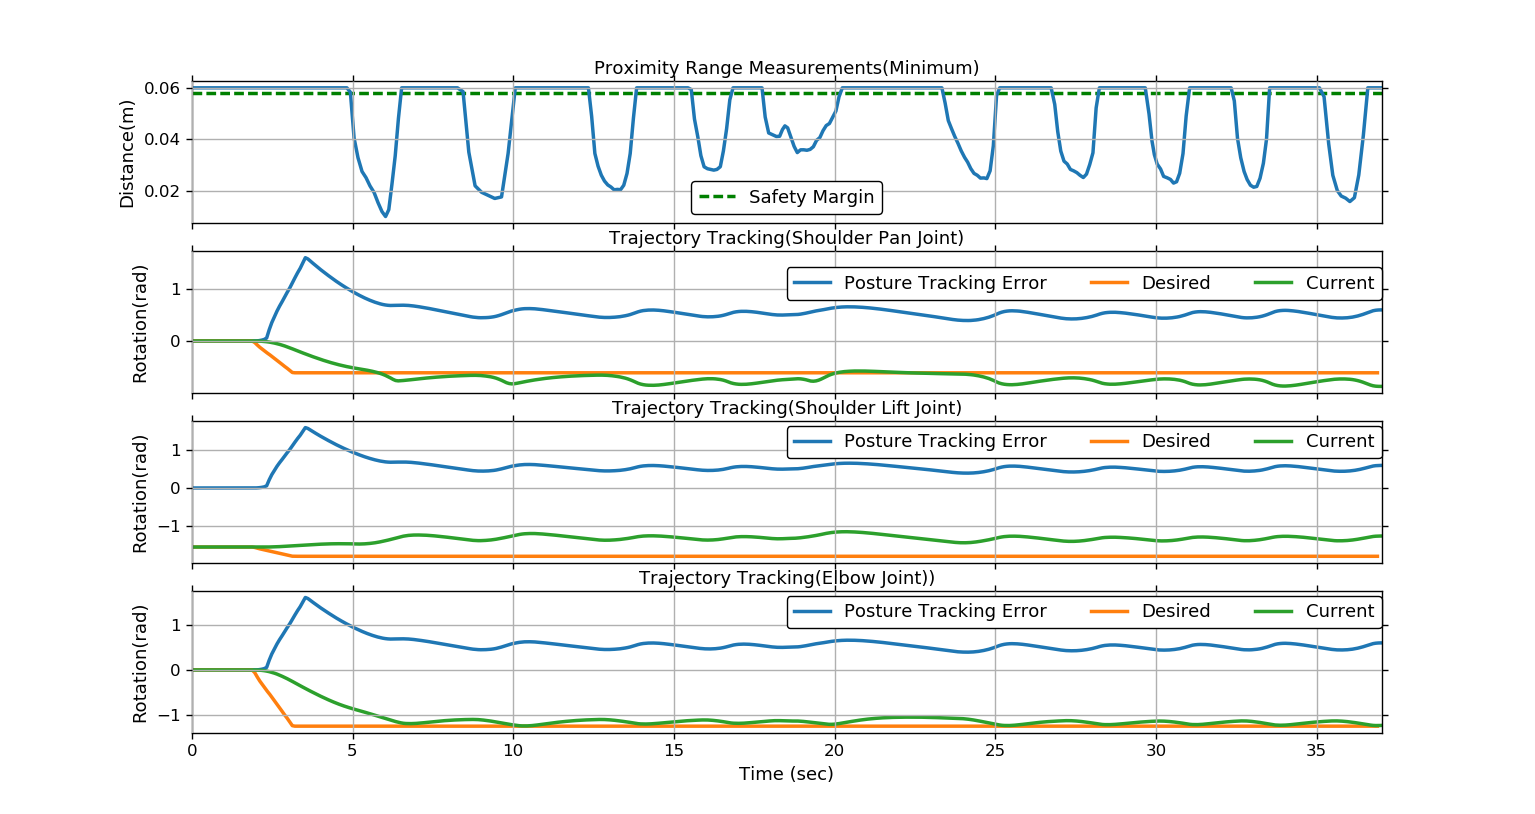 Proximity Range Measurements(Minimum)
0.06
0.04
0.02
Distance(m)
Safety Margin
Trajectory Tracking(Shoulder Pan Joint)
1
0
Rotation(rad)
Posture Tracking Error Desired Current
Trajectory Tracking(Shoulder Lift Joint)
1
0
−1
Rotation(rad)
Posture Tracking Error Desired Current
Trajectory Tracking(Elbow Joint))
1
0
−1
Rotation(rad)
Posture Tracking Error Desired Current
0 5 10 15 20 25 30 35
Time (sec)